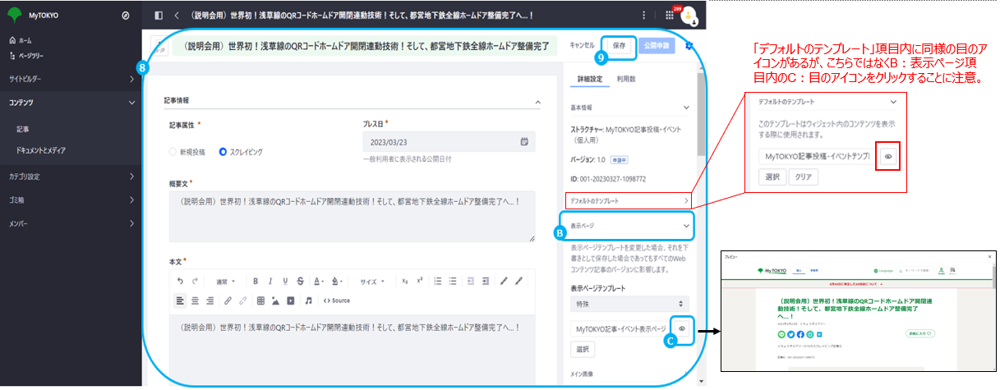 MyTOKYO
ホーム
ページツリー
サイトビルダー
コンテンツ
記事
ドキュメントとメディア
カテゴリ設定
ゴミ箱
メンバー
(説明会用)世界初!浅草線のQRコードホームドア開閉連動技術!そして、都営地下鉄全線ホームドア整備完了へ...!
289
8
(説明会用)世界初!浅草線のQRコードホームドア開閉連動技術!そして、都営地下鉄全線ホームドア整備完了
キャンセル
保存
公開申請
9
記事情報
記事属性 *
新規投稿
スクレイピング
プレス日 *
2023/03/23
一般利用者に表示される公開日付
概要文 *
(説明会用)世界初!浅草線のQRコードホームドア開閉連動技術!そして、都営地下鉄全線ホームドア整備完了へ...!
本文 *
通常
B I U S A
サイズ
x₂ x²
Source
(説明会用)世界初!浅草線のQRコードホームドア開閉連動技術!そして、都営地下鉄全線ホームドア整備完了へ...!
詳細設定
利用数
基本情報
ストラクチャー: MyTOKYO記事投稿・イベント
(個人用)
バージョン: 1.0 申請中
ID: 001-20230327-1098772
デフォルトのテンプレート
B
表示ページ
表示ページテンプレートを変更した場合、それを下
書きとして保存した場合であってもすべてのWeb
コンテンツ記事のバージョンに影響します。
表示ページテンプレート
特殊
MyTOKYO記事・イベント表示ページ
C
選択
メイン画像
「デフォルトのテンプレート」項目内に同様の目のア
イコンがあるが、こちらではなくB:表示ページ項
目内のC:目のアイコンをクリックすることに注意。
デフォルトのテンプレート
このテンプレートはウィジェット内のコンテンツを表示
する際に使用されます。
MyTOKYO記事投稿・イベントテンプ
選択
クリア
プレビュー
MyTOKYO
Language
(説明会用)世界初!浅草線のQRコードホームドア開閉連
動技術!そして、都営地下鉄全線ホームドア整備完了
へ...!
お気に入り